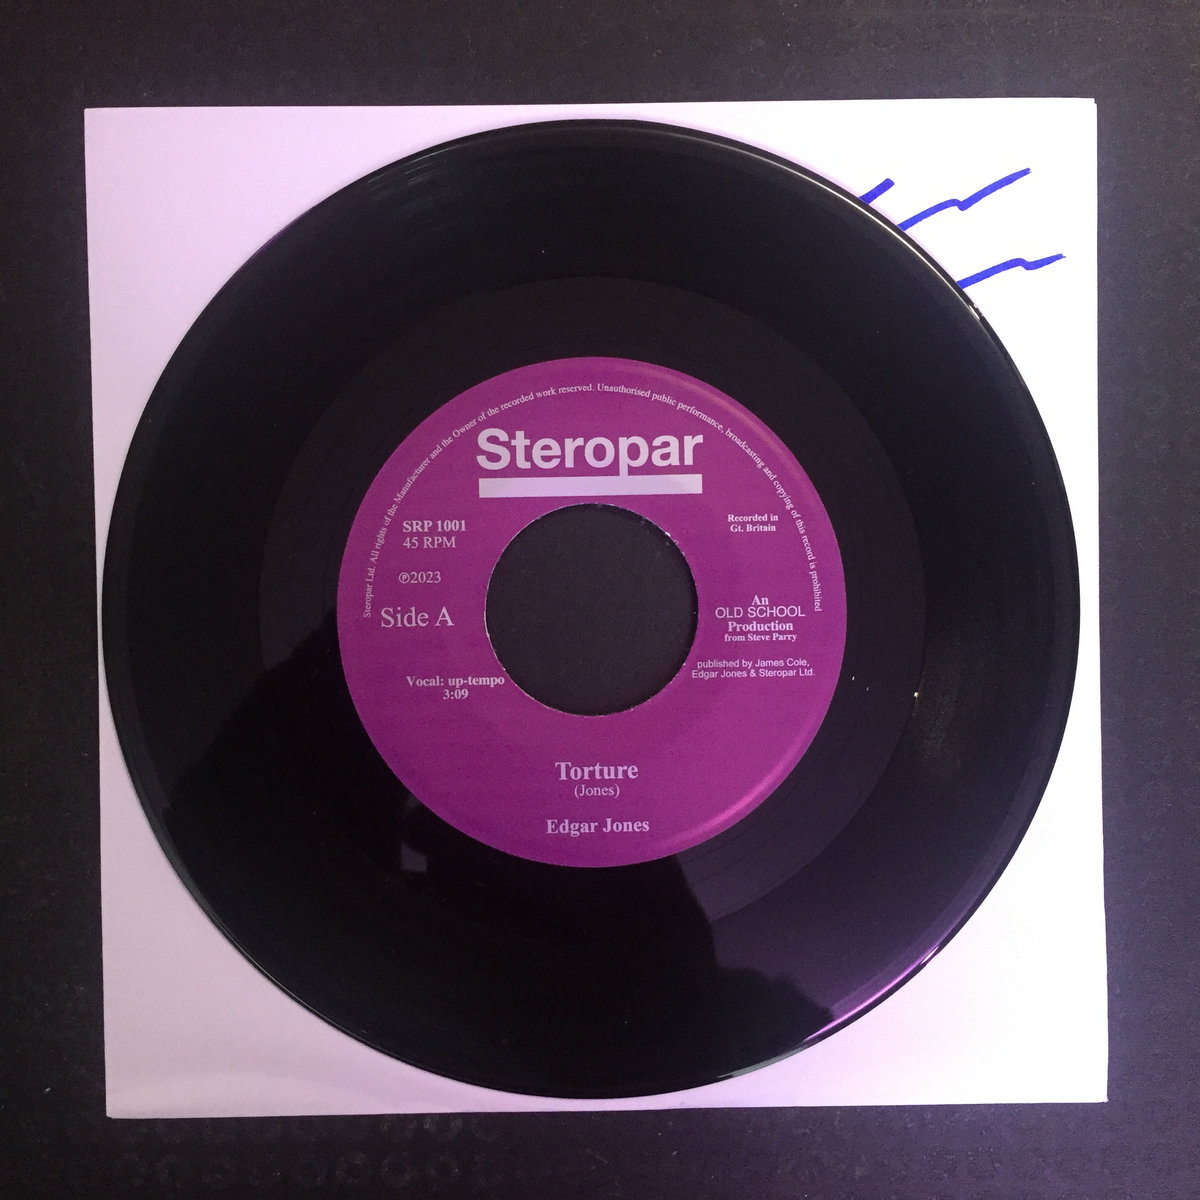 Steropar Ltd. All rights of the Manufacturer and the Owner of the recorded work reserved. Unauthorised public performance, broadcasting and copying of this record is prohibited
Steropar
SRP 1001
45 RPM
℗2023
Side A
Vocal: up-tempo
3:09
Recorded in
Gt. Britain
An
OLD SCHOOL
Production
from Steve Parry
published by James Cole,
Edgar Jones & Steropar Ltd.
Torture
(Jones)
Edgar Jones